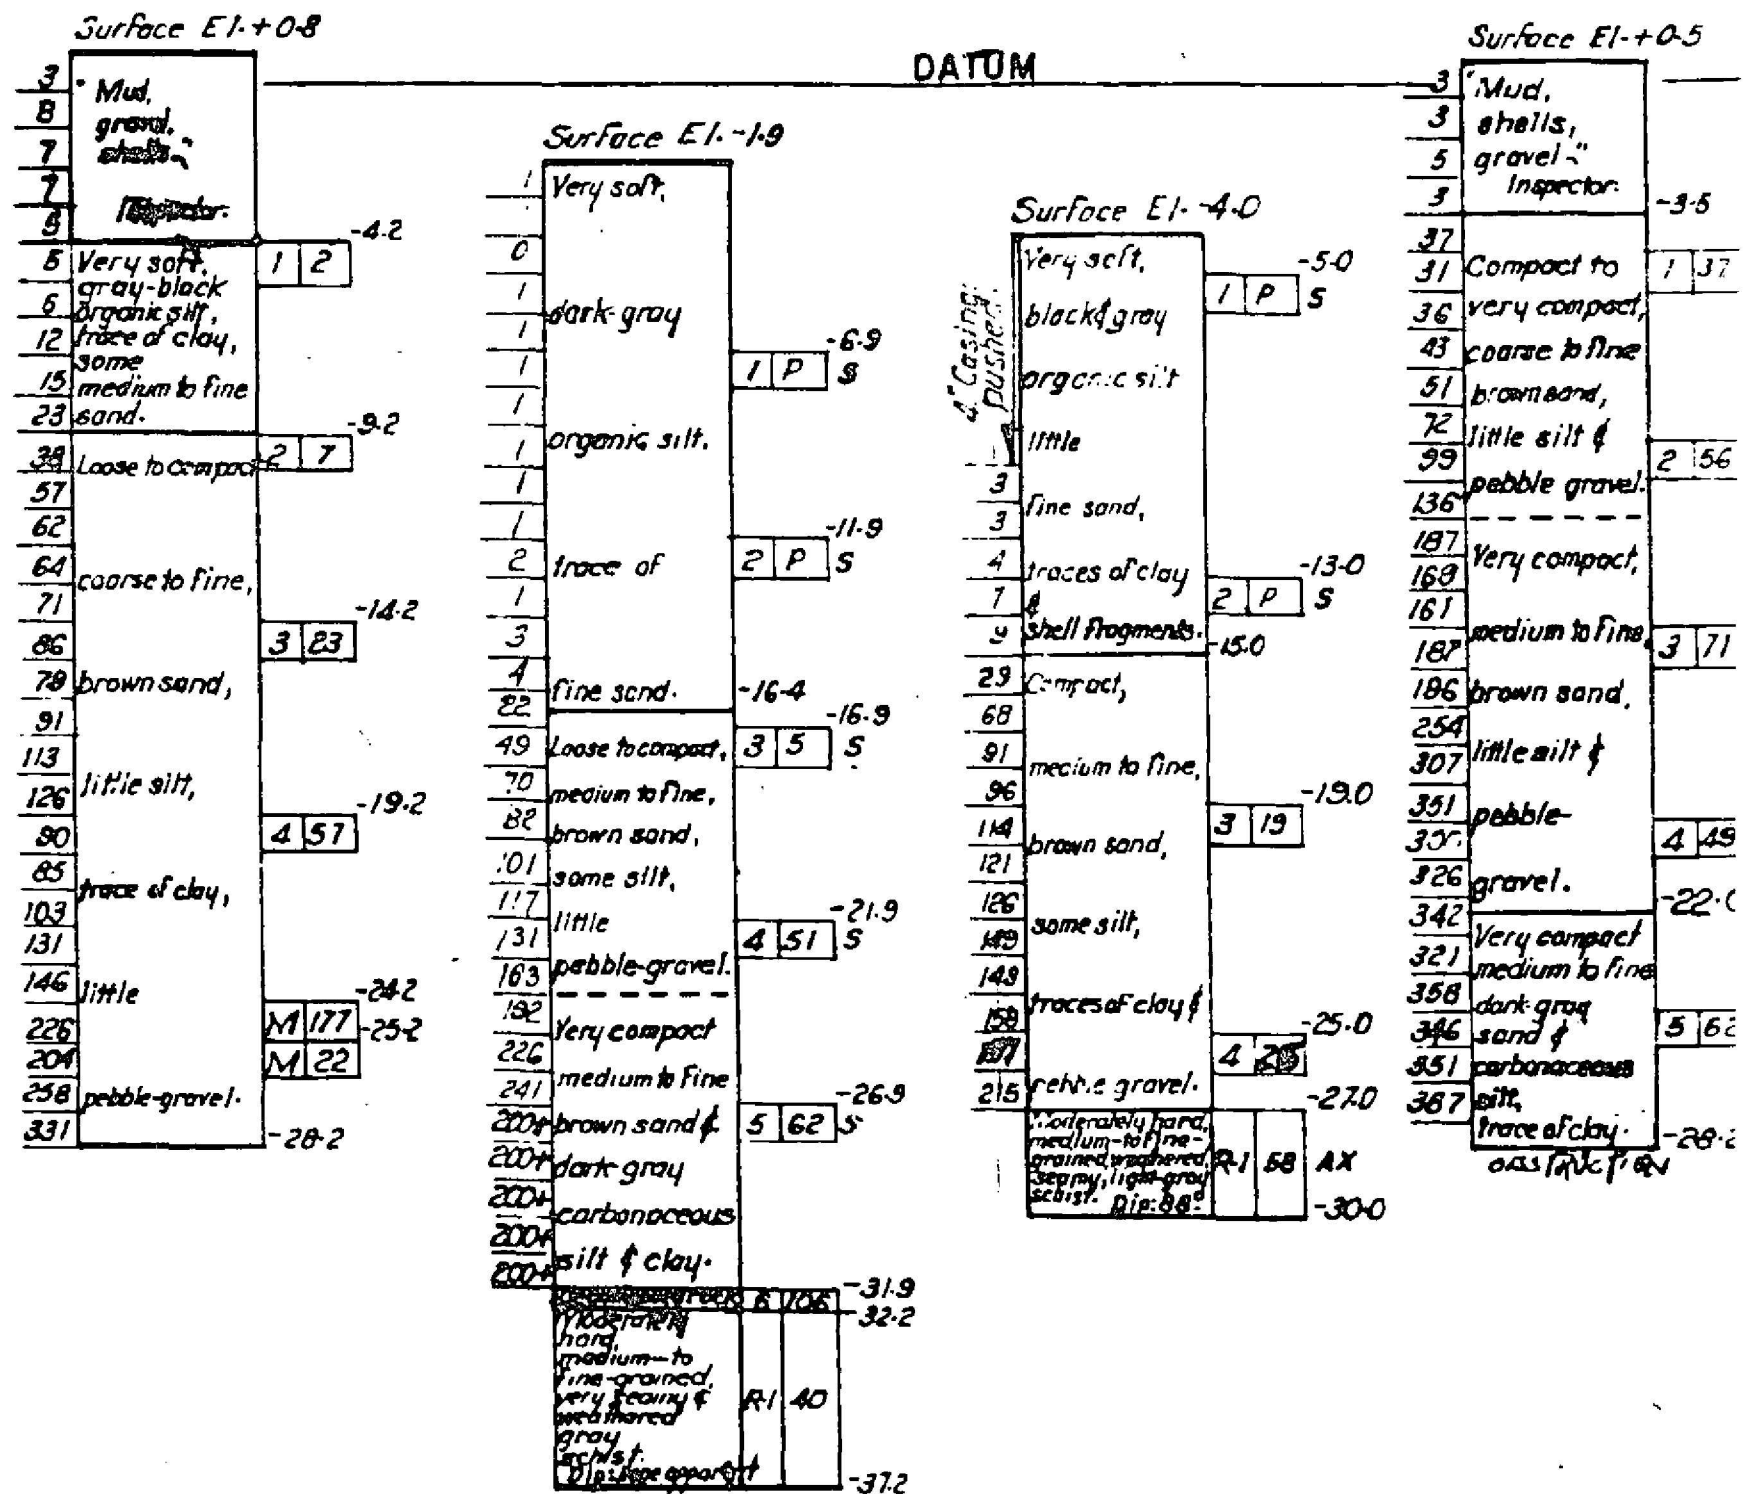 Surface El. +0.8
3
8
7
7
5
"Mud,
gravel,
shells."
Inspector.
-4.2
1 2
5
6
12
15
23
Very soft,
gray-black
organic silt,
trace of clay,
some
medium to fine
sand.
-9.2
2 7
38
57
62
64
71
86
78
91
113
126
90
85
103
131
146
226
204
258
331
Loose to compact
coarse to fine,
brown sand,
little silt,
trace of clay,
little
pebble-gravel.
-14.2
3 23
-19.2
4 57
-24.2
M 177
-25.2
M 22
-28.2
DATUM
Surface El. -1.9
1
0
1
1
1
1
1
1
1
2
1
3
4
22
Very soft,
dark-gray
organic silt,
trace of
fine sand.
-6.9
1 P S
-11.9
2 P S
-16.4
-16.9
3 5 S
49
70
82
101
117
131
163
Loose to compact,
medium to fine,
brown sand,
some silt,
little
pebble-gravel.
-21.9
4 51 S
192
226
241
200+
200+
200+
200+
200+
Very compact
medium to fine
brown sand &
dark gray
carbonaceous
silt & clay.
-26.9
5 62 S
-31.9
6 106
-32.2
Moderately
hard,
medium-to
fine-grained,
very seamy &
weathered
gray
schist.
R-1 40
-37.2
Surface El. -4.0
4" Casing
pushed.
3
3
4
7
9
Very soft,
black & gray
organic silt
little
fine sand,
traces of clay
&
shell fragments.
-5.0
1 P S
-13.0
2 P S
-15.0
29
68
91
96
114
121
126
149
149
158
215
Compact,
medium to fine,
brown sand,
some silt,
traces of clay &
pebble gravel.
-19.0
3 19
-25.0
4
-27.0
Moderately hard,
medium-to fine-
grained, weathered,
seamy, light-gray
schist. Dip: 88°
R-1 58 AX
-30.0
Surface El. +0.5
3
3
5
3
"Mud,
shells,
gravel."
Inspector.
-3.5
37
31
36
43
51
72
99
136
Compact to
very compact,
coarse to fine
brown sand,
little silt &
pebble gravel.
1 37
2 56
187
169
161
187
186
254
307
351
326
Very compact,
medium to fine
brown sand,
little silt &
pebble-
gravel.
3 71
4 49
-22.0
342
321
358
346
351
367
Very compact
medium to fine
dark-gray
sand &
carbonaceous
silt,
trace of clay.
5 62
-28.2
OBSTRUCTION